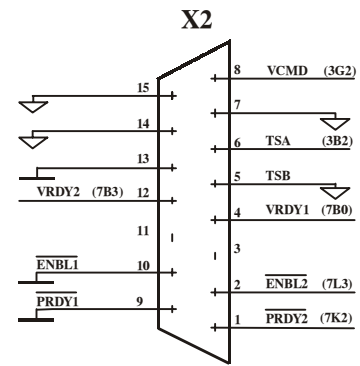 X2
8 VCMD (3G2)
15
7
14
6 TSA (3B2)
13
5 TSB
VRDY2 (7B3) 12
4 VRDY1 (7B0)
11
3
ENBL1 10
2 ENBL2 (7L3)
PRDY1 9
1 PRDY2 (7K2)